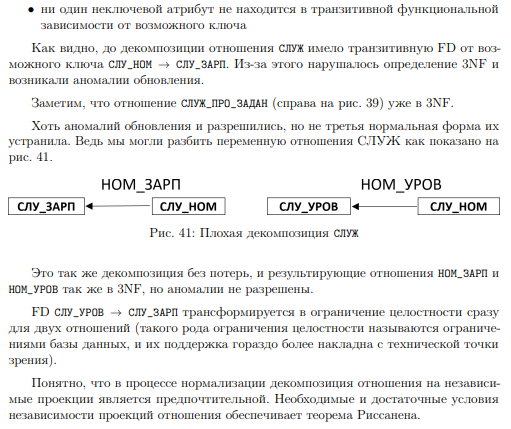 • ни один неключевой атрибут не находится в транзитивной функциональной
зависимости от возможного ключа
Как видно, до декомпозиции отношения СЛУЖ имело транзитивную FD от воз-
можного ключа СЛУ_НОМ → СЛУ_ЗАРП. Из-за этого нарушалось определение 3NF и
возникали аномалии обновления.
Заметим, что отношение СЛУЖ_ПРО_ЗАДАН (справа на рис. 39) уже в 3NF.
Хоть аномалий обновления и разрешились, но не третья нормальная форма их
устранила. Ведь мы могли разбить переменную отношения СЛУЖ как показано на
рис. 41.
НОМ_ЗАРП НОМ_УРОВ
СЛУ_ЗАРП СЛУ_НОМ СЛУ_УРОВ СЛУ_НОМ
Рис. 41: Плохая декомпозиция СЛУЖ
Это так же декомпозиция без потерь, и результирующие отношения НОМ_ЗАРП и
НОМ_УРОВ так же в 3NF, но аномалии не разрешены.
FD СЛУ_УРОВ → СЛУ_ЗАРП трансформируется в ограничение целостности сразу
для двух отношений (такого рода ограничения целостности называются ограниче-
ниями базы данных, и их поддержка гораздо более накладна с технической точки
зрения).
Понятно, что в процессе нормализации декомпозиция отношения на независи-
мые проекции является предпочтительной. Необходимые и достаточные условия
независимости проекций отношения обеспечивает теорема Риссанена.